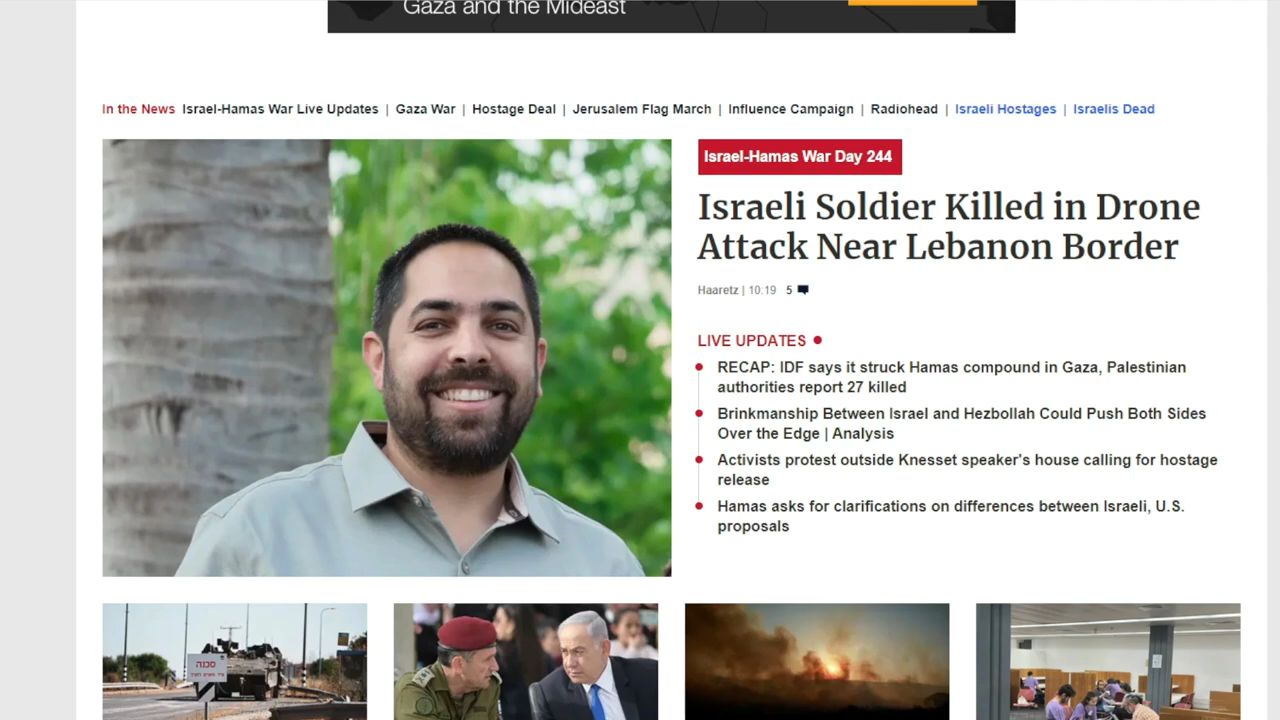 Gaza and the Mideast
In the News Israel-Hamas War Live Updates | Gaza War | Hostage Deal | Jerusalem Flag March | Influence Campaign | Radiohead | Israeli Hostages | Israelis Dead
Israel-Hamas War Day 244
Israeli Soldier Killed in Drone
Attack Near Lebanon Border
Haaretz | 10:19 5
LIVE UPDATES
RECAP: IDF says it struck Hamas compound in Gaza, Palestinian
authorities report 27 killed
Brinkmanship Between Israel and Hezbollah Could Push Both Sides
Over the Edge | Analysis
Activists protest outside Knesset speaker's house calling for hostage
release
Hamas asks for clarifications on differences between Israeli, U.S.
proposals
סכנה